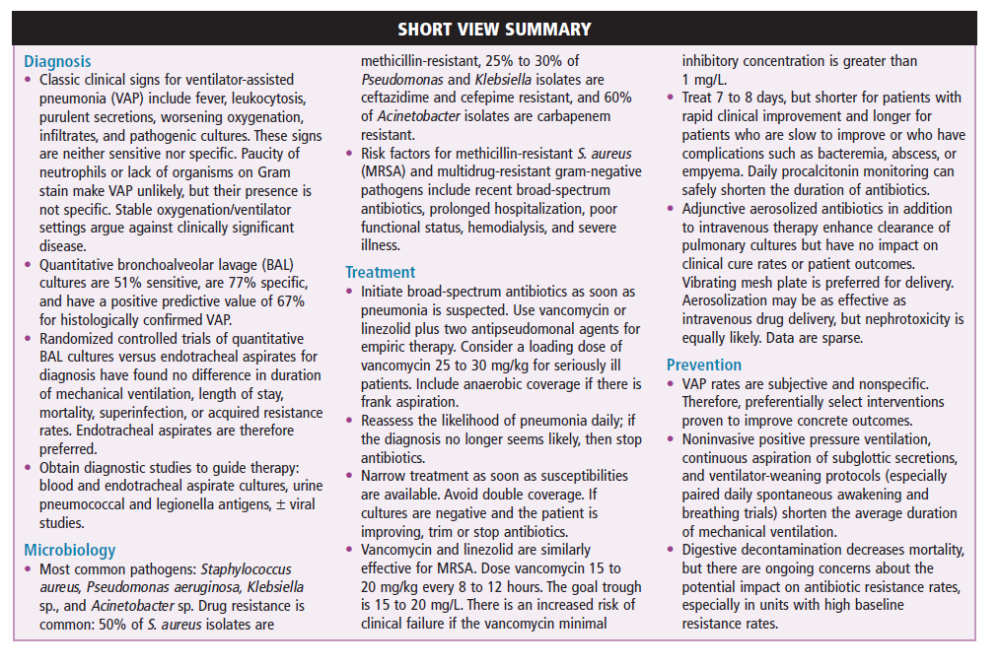 SHORT VIEW SUMMARY
Diagnosis
• Classic clinical signs for ventilator-assisted
pneumonia (VAP) include fever, leukocytosis,
purulent secretions, worsening oxygenation,
infiltrates, and pathogenic cultures. These signs
are neither sensitive nor specific. Paucity of
neutrophils or lack of organisms on Gram
stain make VAP unlikely, but their presence is
not specific. Stable oxygenation/ventilator
settings argue against clinically significant
disease.
• Quantitative bronchoalveolar lavage (BAL)
cultures are 51% sensitive, are 77% specific,
and have a positive predictive value of 67%
for histologically confirmed VAP.
• Randomized controlled trials of quantitative
BAL cultures versus endotracheal aspirates for
diagnosis have found no difference in duration
of mechanical ventilation, length of stay,
mortality, superinfection, or acquired resistance
rates. Endotracheal aspirates are therefore
preferred.
• Obtain diagnostic studies to guide therapy:
blood and endotracheal aspirate cultures, urine
pneumococcal and legionella antigens, ± viral
studies.
Microbiology
• Most common pathogens: Staphylococcus
aureus, Pseudomonas aeruginosa, Klebsiella
sp., and Acinetobacter sp. Drug resistance is
common: 50% of S. aureus isolates are
methicillin-resistant, 25% to 30% of
Pseudomonas and Klebsiella isolates are
ceftazidime and cefepime resistant, and 60%
of Acinetobacter isolates are carbapenem
resistant.
• Risk factors for methicillin-resistant S. aureus
(MRSA) and multidrug-resistant gram-negative
pathogens include recent broad-spectrum
antibiotics, prolonged hospitalization, poor
functional status, hemodialysis, and severe
illness.
Treatment
• Initiate broad-spectrum antibiotics as soon as
pneumonia is suspected. Use vancomycin or
linezolid plus two antipseudomonal agents for
empiric therapy. Consider a loading dose of
vancomycin 25 to 30 mg/kg for seriously ill
patients. Include anaerobic coverage if there is
frank aspiration.
• Reassess the likelihood of pneumonia daily; if
the diagnosis no longer seems likely, then stop
antibiotics.
• Narrow treatment as soon as susceptibilities
are available. Avoid double coverage. If
cultures are negative and the patient is
improving, trim or stop antibiotics.
• Vancomycin and linezolid are similarly
effective for MRSA. Dose vancomycin 15 to
20 mg/kg every 8 to 12 hours. The goal trough
is 15 to 20 mg/L. There is an increased risk of
clinical failure if the vancomycin minimal
inhibitory concentration is greater than
1 mg/L.
• Treat 7 to 8 days, but shorter for patients with
rapid clinical improvement and longer for
patients who are slow to improve or who have
complications such as bacteremia, abscess, or
empyema. Daily procalcitonin monitoring can
safely shorten the duration of antibiotics.
• Adjunctive aerosolized antibiotics in addition
to intravenous therapy enhance clearance of
pulmonary cultures but have no impact on
clinical cure rates or patient outcomes.
Vibrating mesh plate is preferred for delivery.
Aerosolization may be as effective as
intravenous drug delivery, but nephrotoxicity is
equally likely. Data are sparse.
Prevention
• VAP rates are subjective and nonspecific.
Therefore, preferentially select interventions
proven to improve concrete outcomes.
• Noninvasive positive pressure ventilation,
continuous aspiration of subglottic secretions,
and ventilator-weaning protocols (especially
paired daily spontaneous awakening and
breathing trials) shorten the average duration
of mechanical ventilation.
• Digestive decontamination decreases mortality,
but there are ongoing concerns about the
potential impact on antibiotic resistance rates,
especially in units with high baseline
resistance rates.